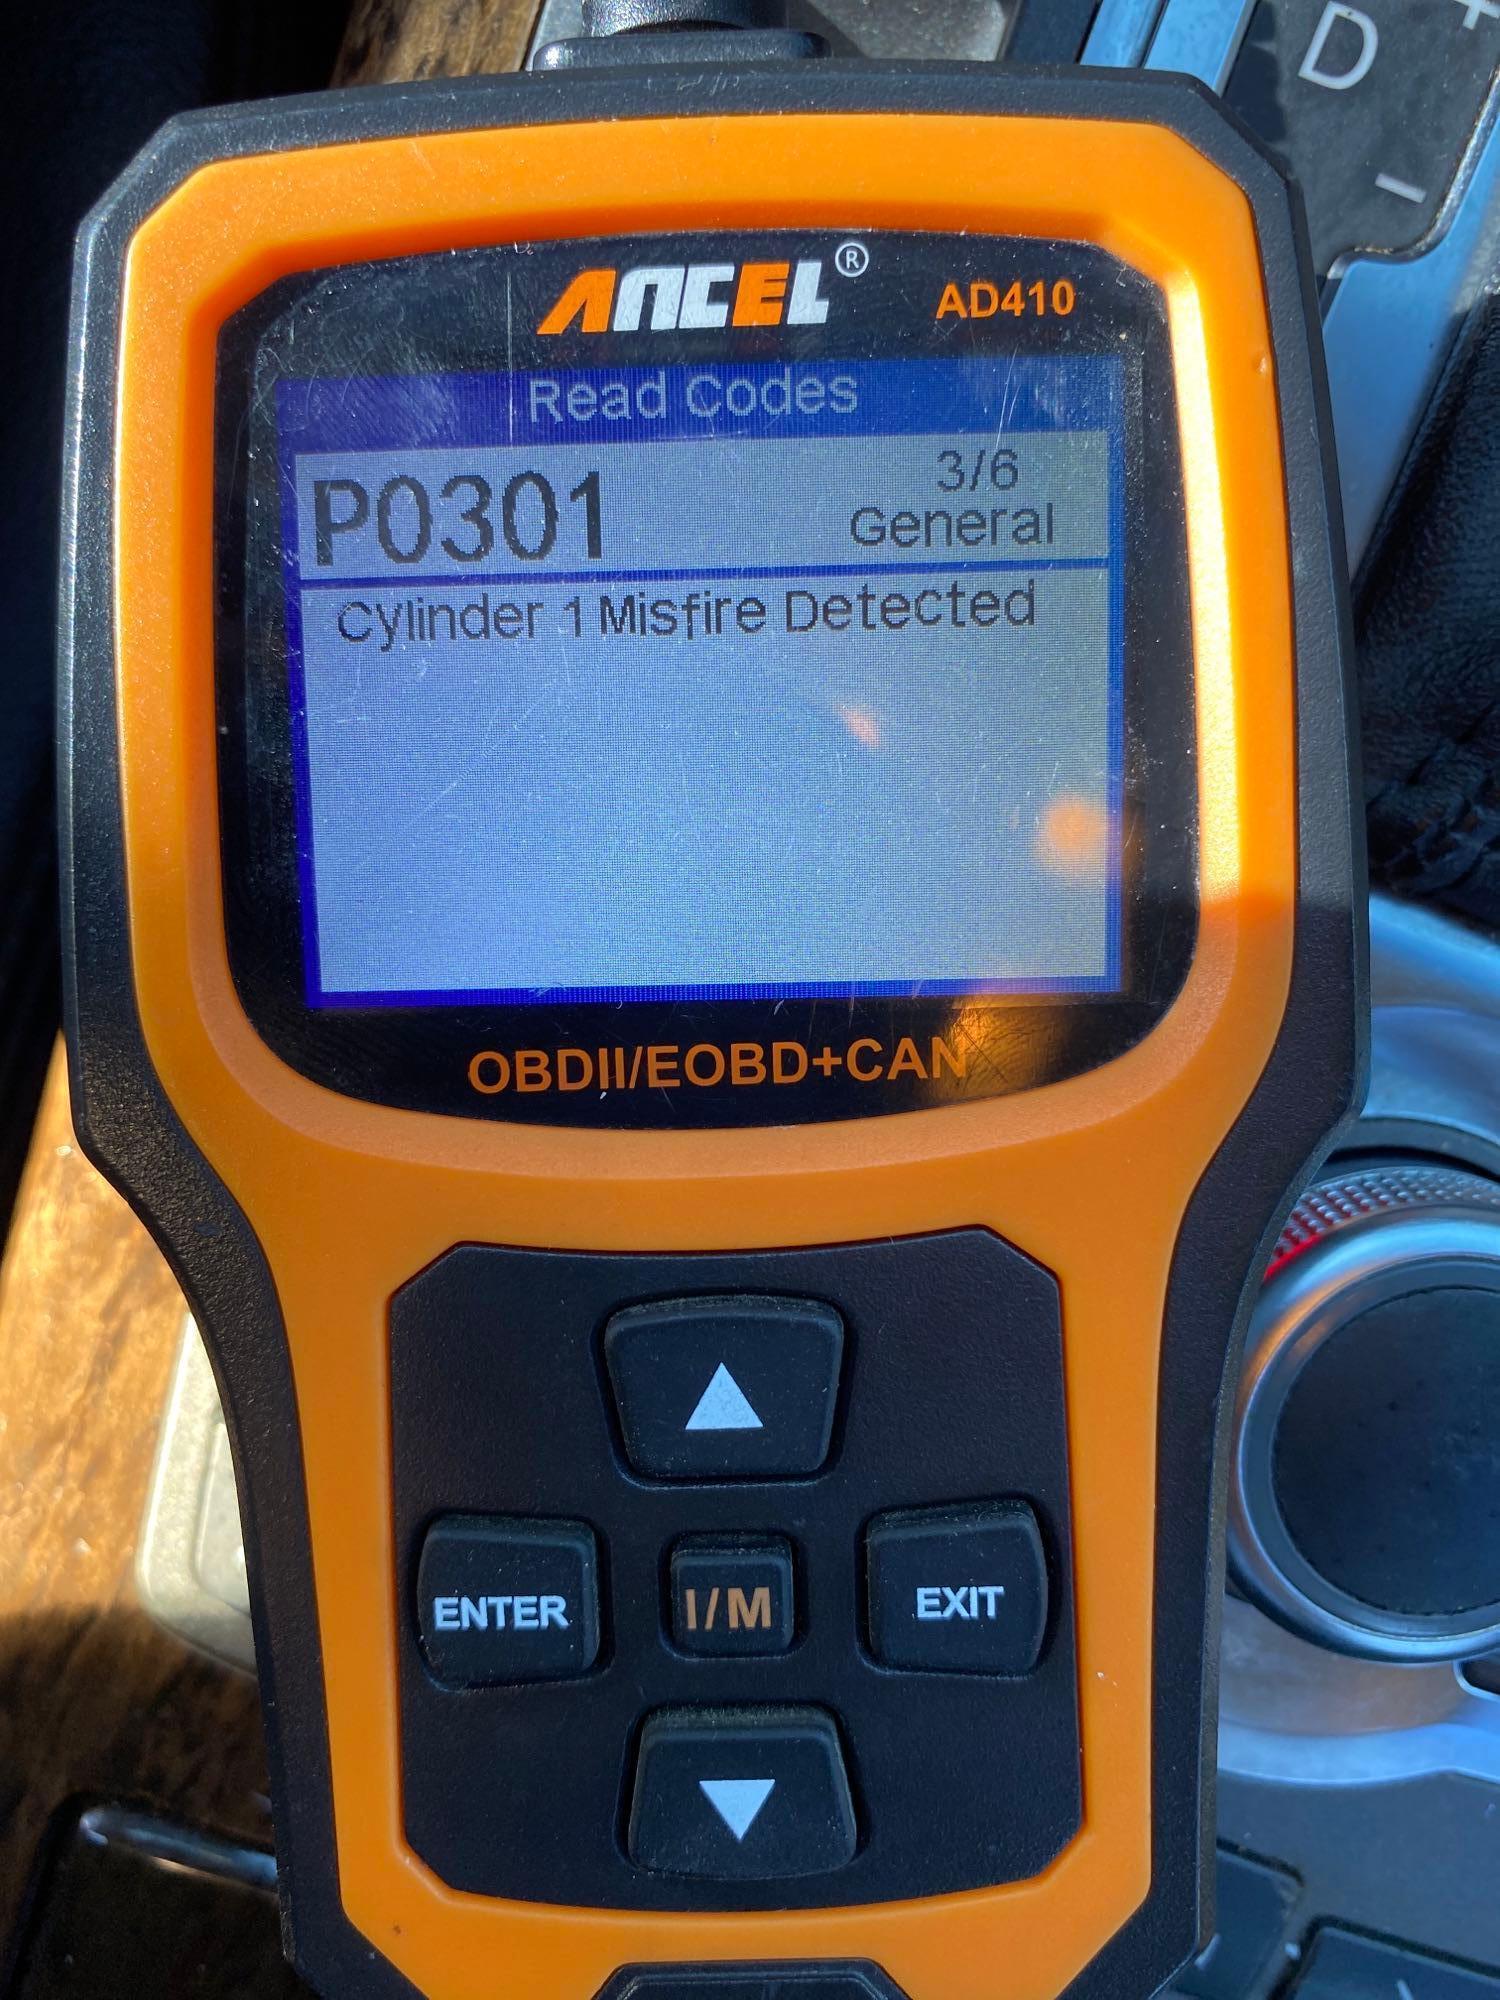 D
+
–
ANCEL®
AD410
Read Codes
P0301
3/6
General
Cylinder 1 Misfire Detected
OBDII/EOBD+CAN
▲
ENTER
I/M
EXIT
▼